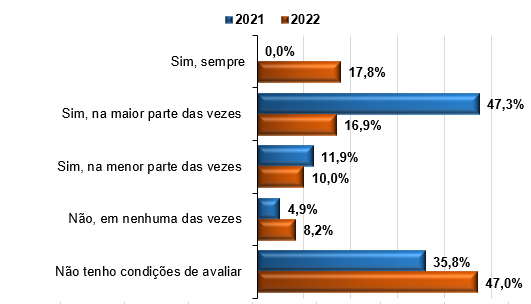 2021 2022
Sim, sempre 0,0% 17,8%
Sim, na maior parte das vezes 47,3% 16,9%
Sim, na menor parte das vezes 11,9% 10,0%
Não, em nenhuma das vezes 4,9% 8,2%
Não tenho condições de avaliar 35,8% 47,0%